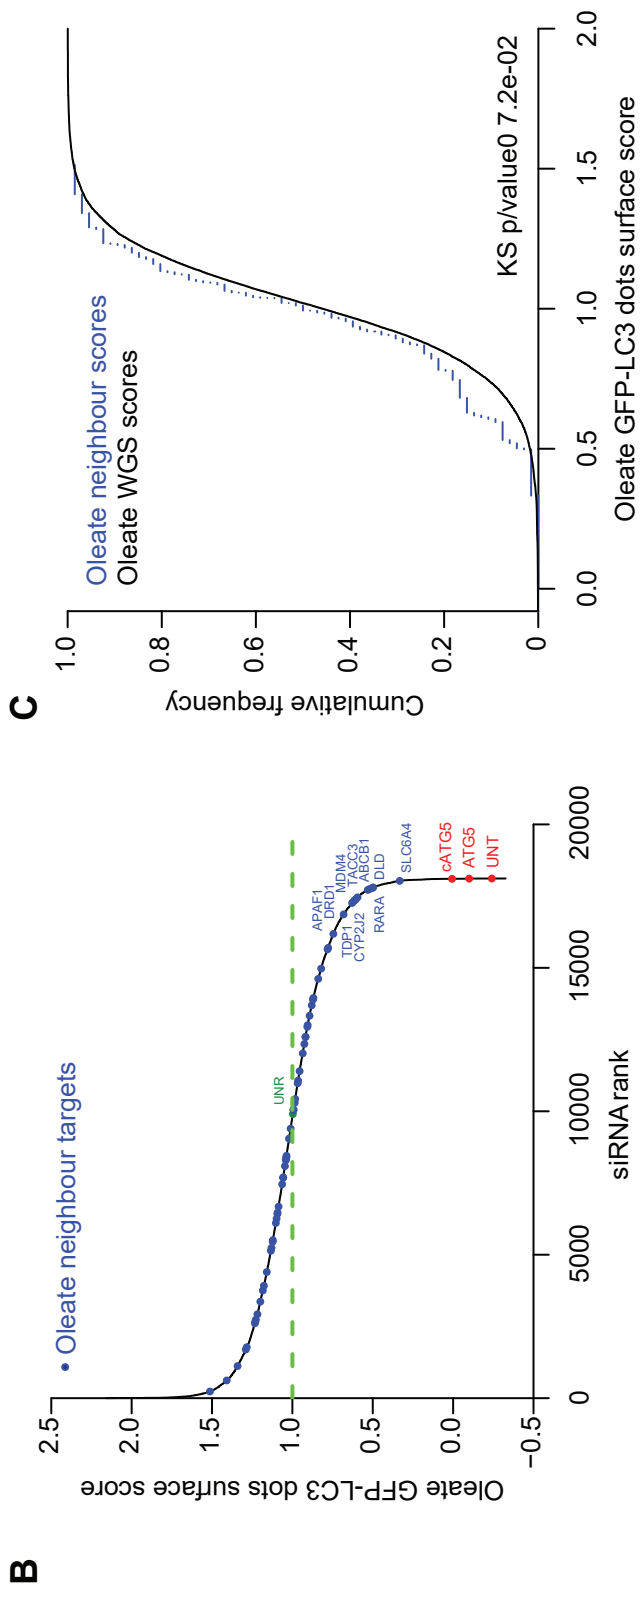 B
Oleate GFP-LC3 dots surface score
2.5
2.0
1.5
1.0
0.5
0.0
−0.5
Oleate neighbour targets
UNR
APAF1
DRD1
MDM4
TACC3
ABCB1
DLD
SLC6A4
TDP1
CYP2J2
RARA
cATG5
ATG5
UNT
0
5000
10000
15000
20000
siRNA rank
C
Cumulative frequency
1.0
0.8
0.6
0.4
0.2
0
Oleate neighbour scores
Oleate WGS scores
KS p/value0 7.2e-02
0.0
0.5
1.0
1.5
2.0
Oleate GFP-LC3 dots surface score